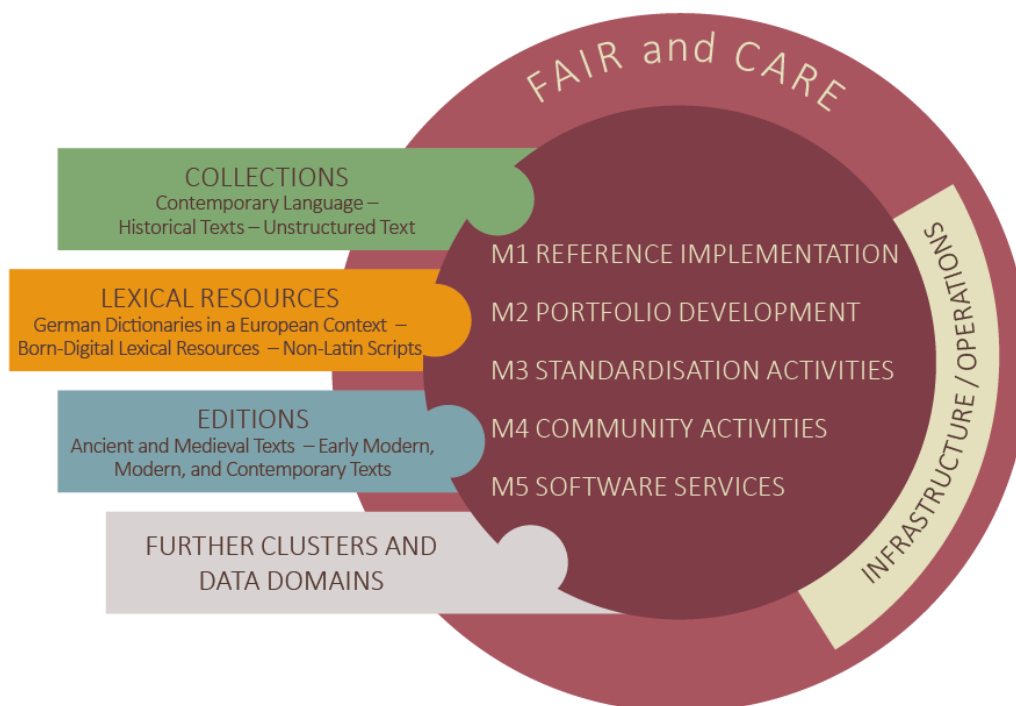 FAIR and CARE
COLLECTIONS
Contemporary Language –
Historical Texts – Unstructured Text
LEXICAL RESOURCES
German Dictionaries in a European Context –
Born-Digital Lexical Resources – Non-Latin Scripts
EDITIONS
Ancient and Medieval Texts – Early Modern,
Modern, and Contemporary Texts
FURTHER CLUSTERS AND
DATA DOMAINS
M1 REFERENCE IMPLEMENTATION
M2 PORTFOLIO DEVELOPMENT
M3 STANDARDISATION ACTIVITIES
M4 COMMUNITY ACTIVITIES
M5 SOFTWARE SERVICES
INFRASTRUCTURE / OPERATIONS